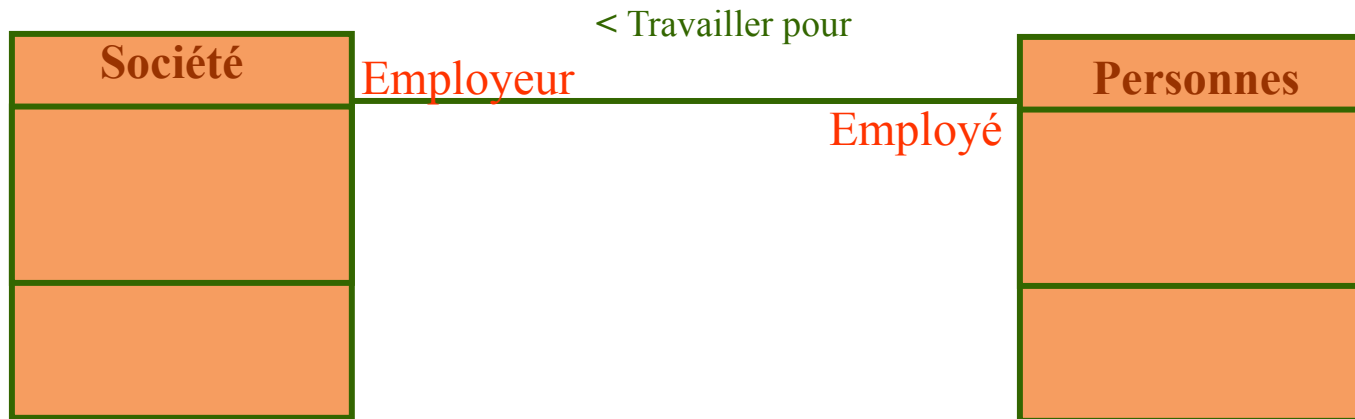 < Travailler pour
Société
Employeur
Personnes
Employé